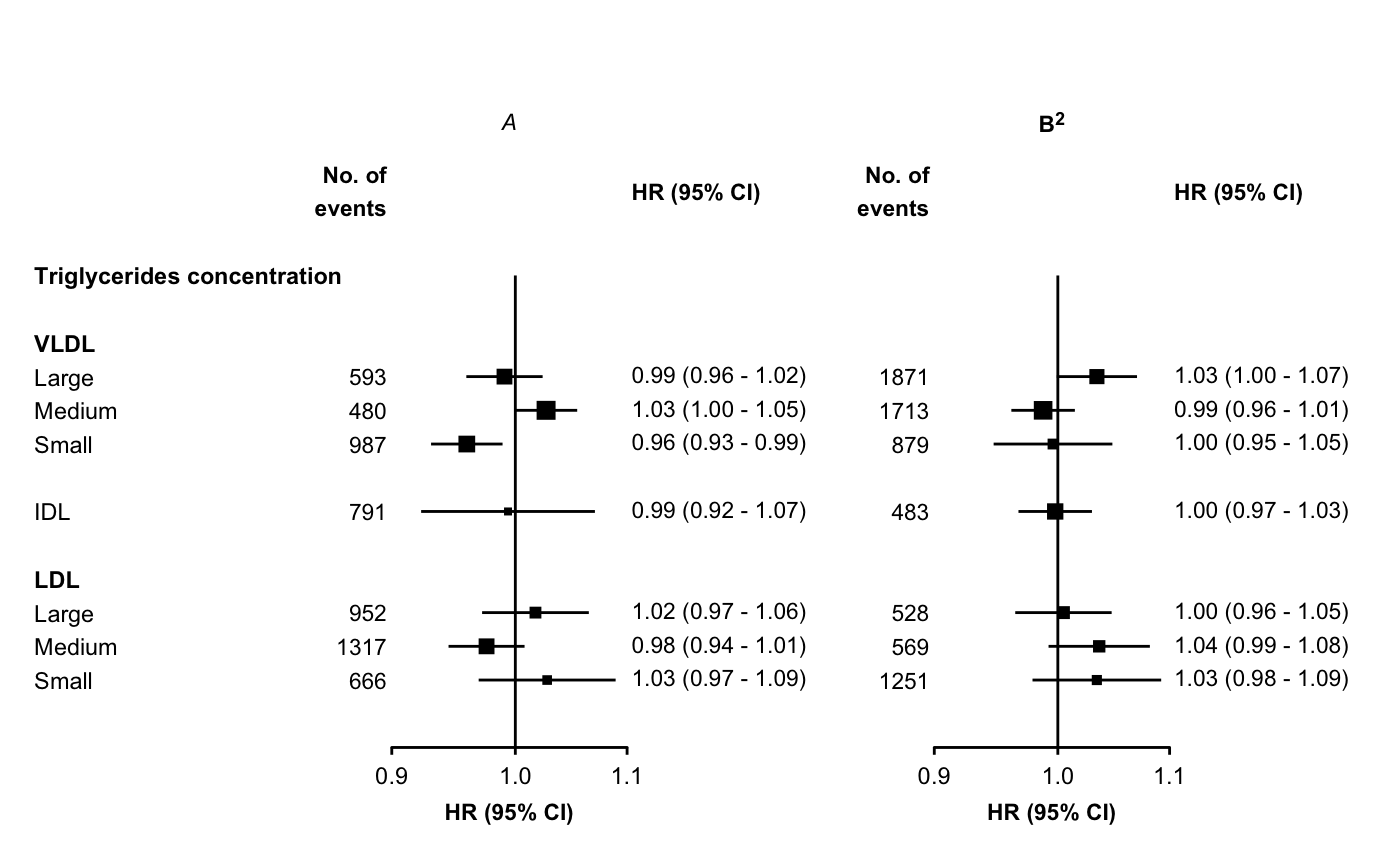 A B²
No. of No. of
HR (95% CI) HR (95% CI)
events events
Triglycerides concentration
VLDL
Large 593 0.99 (0.96 - 1.02) 1871 1.03 (1.00 - 1.07)
Medium 480 1.03 (1.00 - 1.05) 1713 0.99 (0.96 - 1.01)
Small 987 0.96 (0.93 - 0.99) 879 1.00 (0.95 - 1.05)
IDL 791 0.99 (0.92 - 1.07) 483 1.00 (0.97 - 1.03)
LDL
Large 952 1.02 (0.97 - 1.06) 528 1.00 (0.96 - 1.05)
Medium 1317 0.98 (0.94 - 1.01) 569 1.04 (0.99 - 1.08)
Small 666 1.03 (0.97 - 1.09) 1251 1.03 (0.98 - 1.09)
0.9 1.0 1.1 0.9 1.0 1.1
HR (95% CI) HR (95% CI)